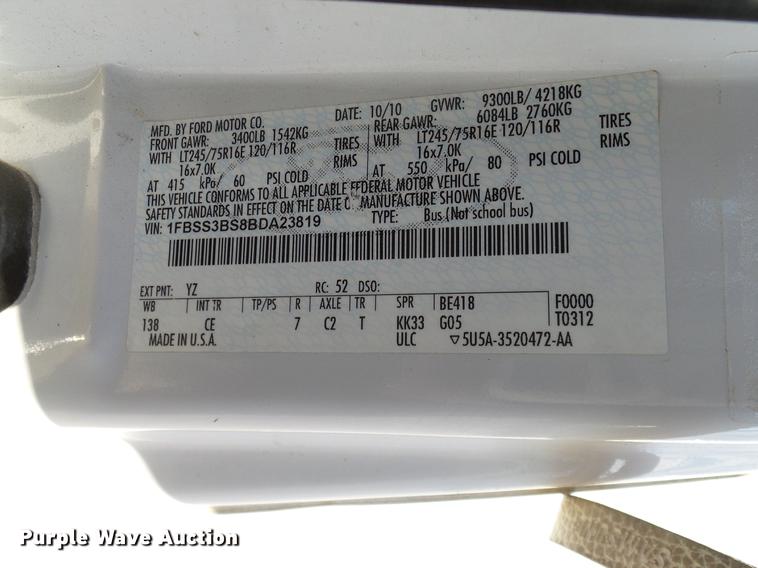 MFD. BY FORD MOTOR CO. DATE: 10/10 GVWR: 9300LB/ 4218KG
FRONT GAWR: 3400LB 1542KG REAR GAWR: 6084LB 2760KG
WITH LT245/75R16E 120/116R TIRES WITH LT245/75R16E 120/116R TIRES
16x7.0K RIMS 16x7.0K RIMS
AT 415 kPa/ 60 PSI COLD AT 550 kPa/ 80 PSI COLD
THIS VEHICLE CONFORMS TO ALL APPLICABLE FEDERAL MOTOR VEHICLE
SAFETY STANDARDS IN EFFECT ON THE DATE OF MANUFACTURE SHOWN ABOVE.
VIN: 1FBSS3BS8BDA23819 TYPE: Bus (Not school bus)
EXT PNT: YZ RC: 52 DSO:
WB INT TR TP/PS R AXLE TR SPR BE418 F0000
138 CE 7 C2 T KK33 G05 T0312
MADE IN U.S.A. ULC ▽5U5A-3520472-AA
Purple Wave Auction